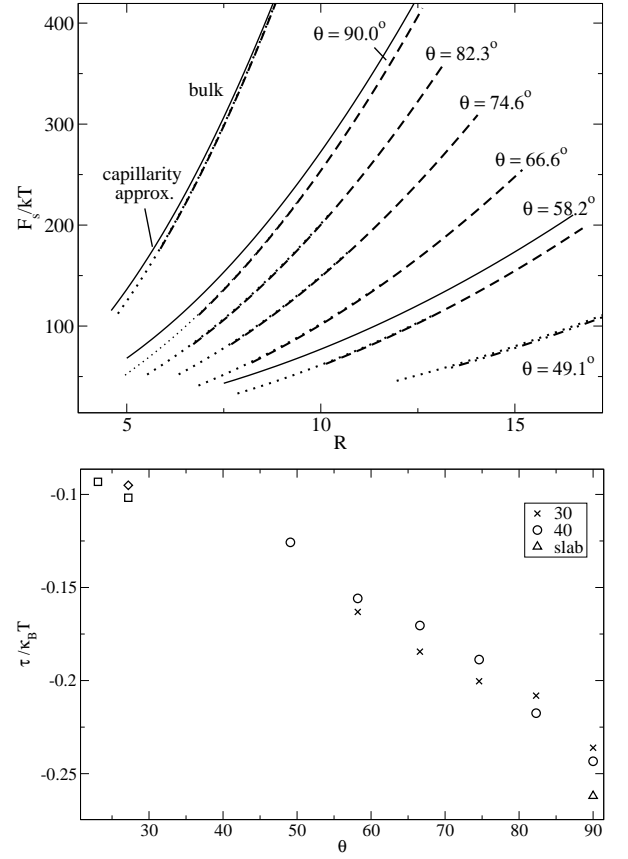 400
300
200
100
F_s/kT
5
10
15
R
bulk
capillarity
approx.
θ = 90.0°
θ = 82.3°
θ = 74.6°
θ = 66.6°
θ = 58.2°
θ = 49.1°
-0.1
-0.15
-0.2
-0.25
τ/κ_BT
30
40
50
60
70
80
90
θ
30
40
slab